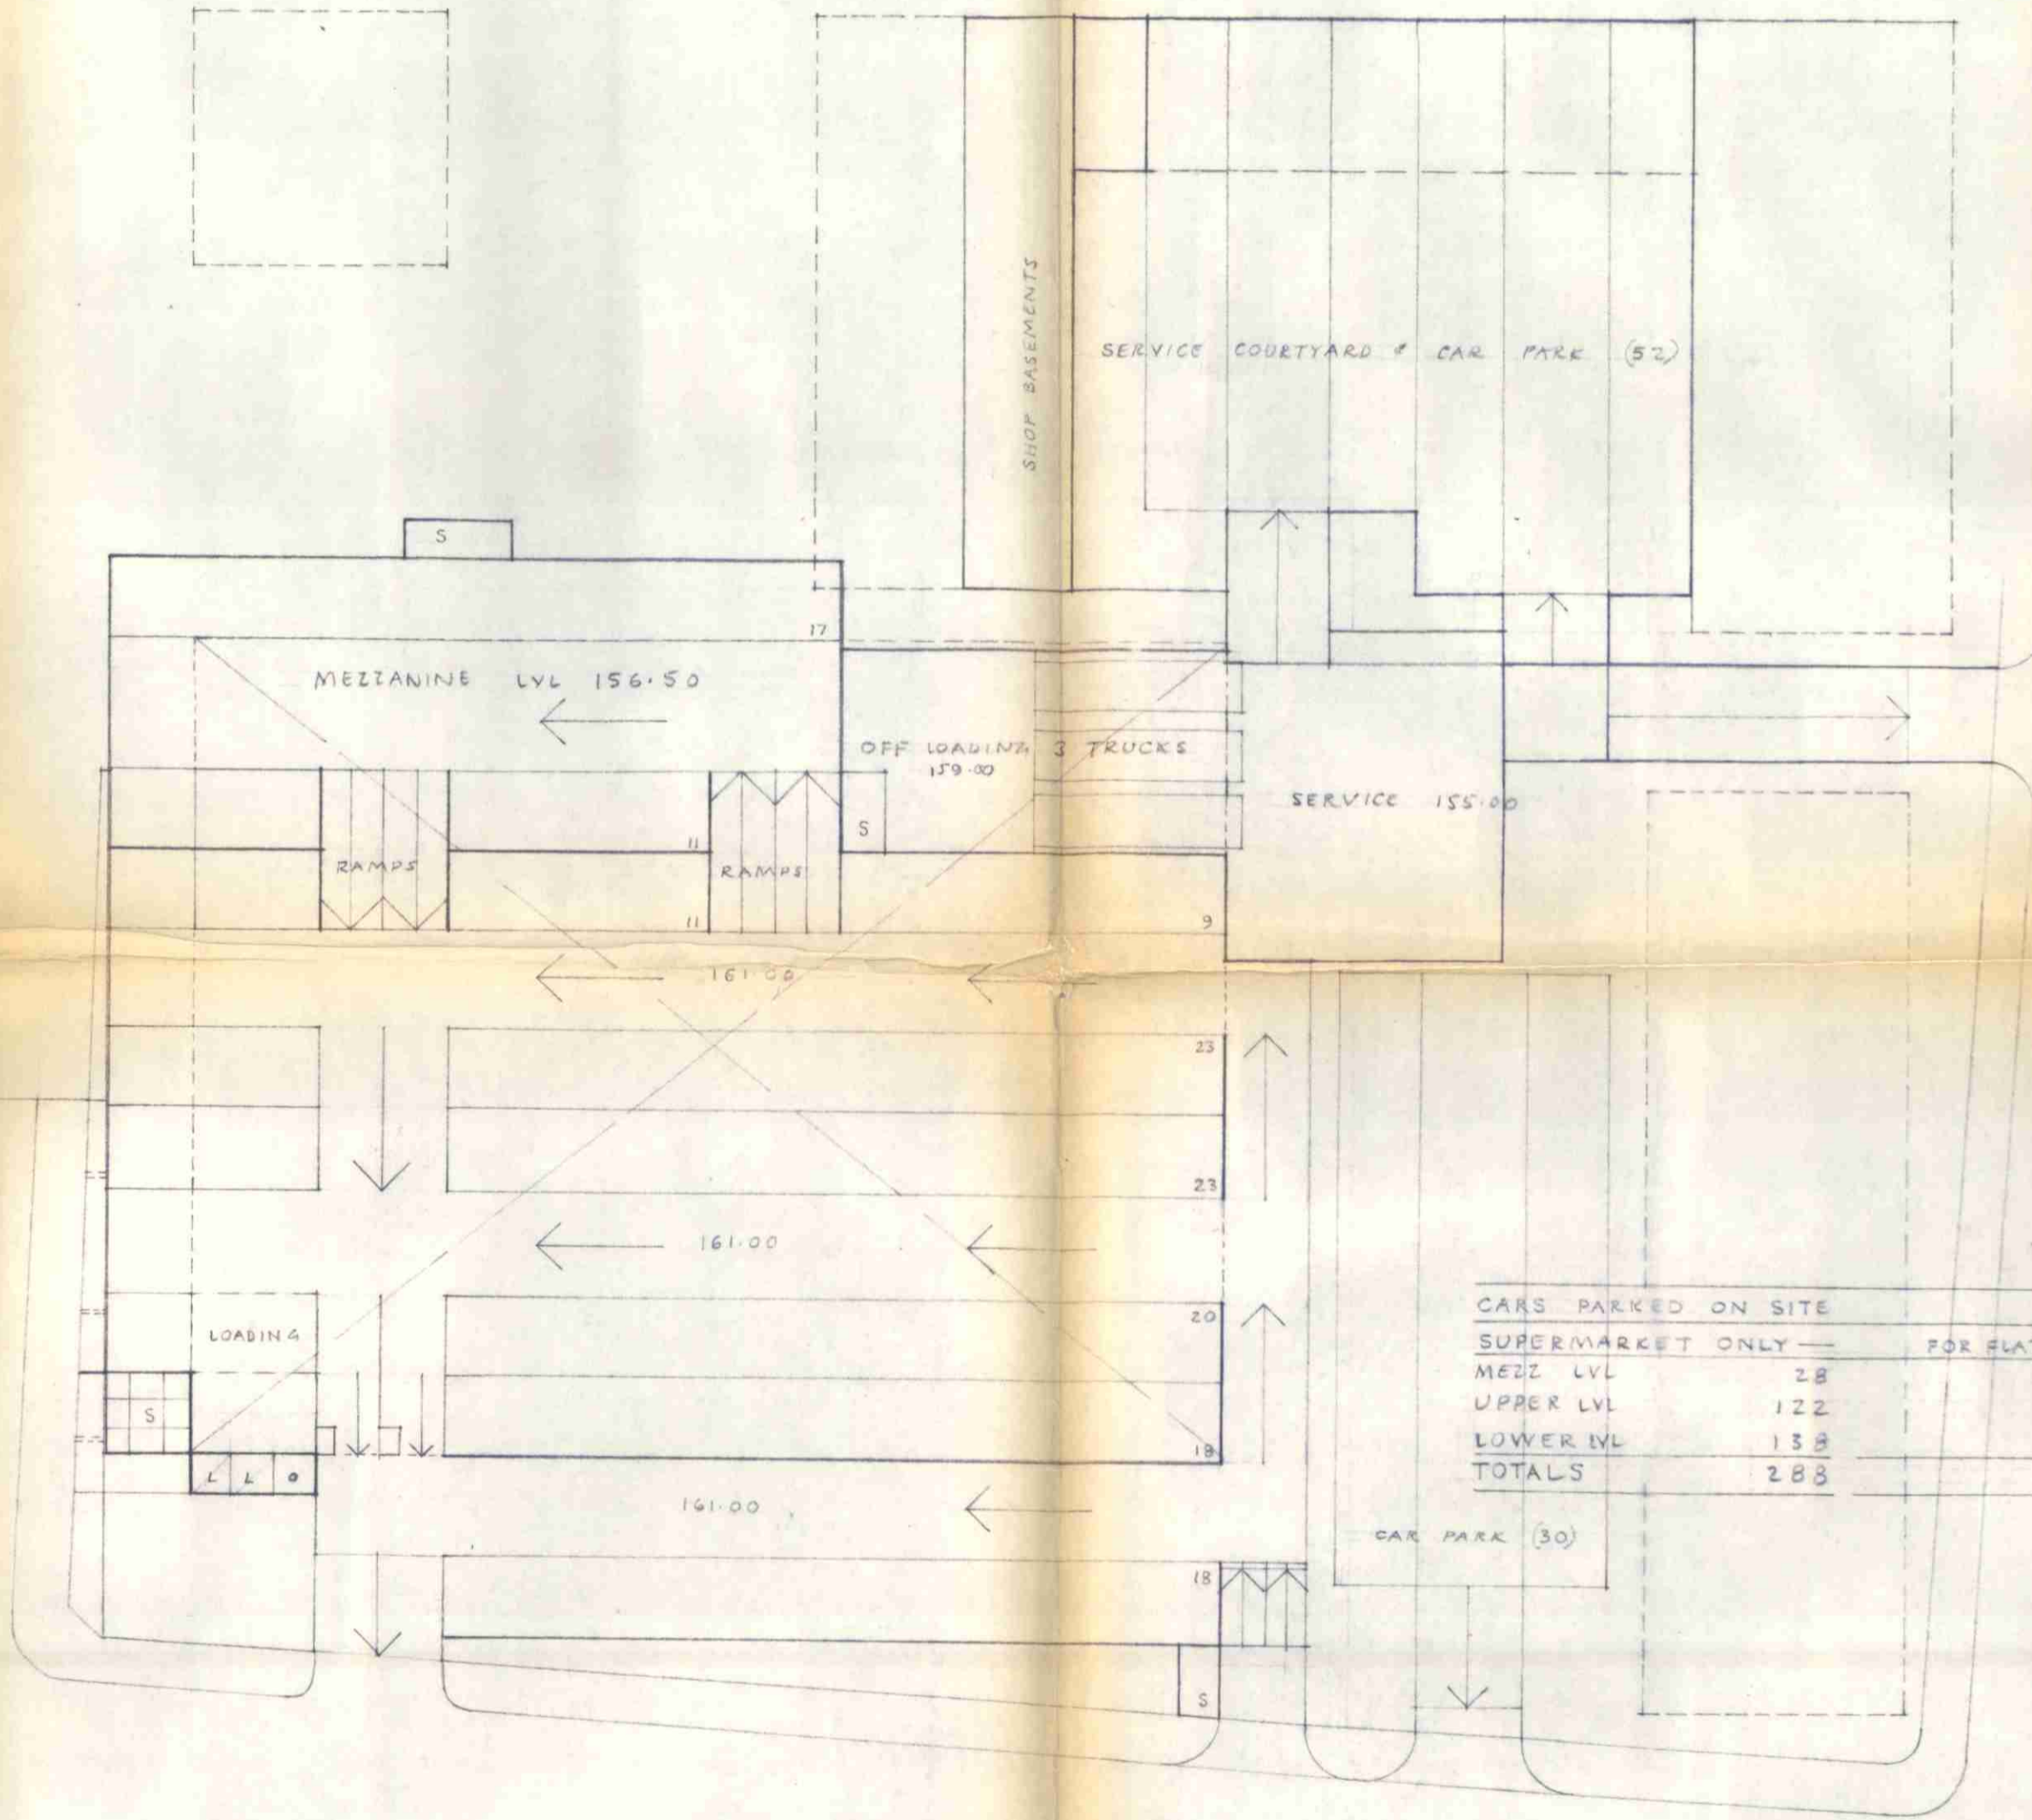 SHOP BASEMENTS
SERVICE COURTYARD & CAR PARK (52)
S
17
MEZZANINE LVL 156.50
OFF LOADING 3 TRUCKS
159.00
SERVICE 155.00
S
11
RAMPS
RAMPS
11
9
161.00
23
23
161.00
20
LOADING
CARS PARKED ON SITE
SUPERMARKET ONLY — FOR FLAT
MEZZ LVL 28
UPPER LVL 122
LOWER LVL 138
TOTALS 288
S
18
L L O
161.00
CAR PARK (30)
18
S